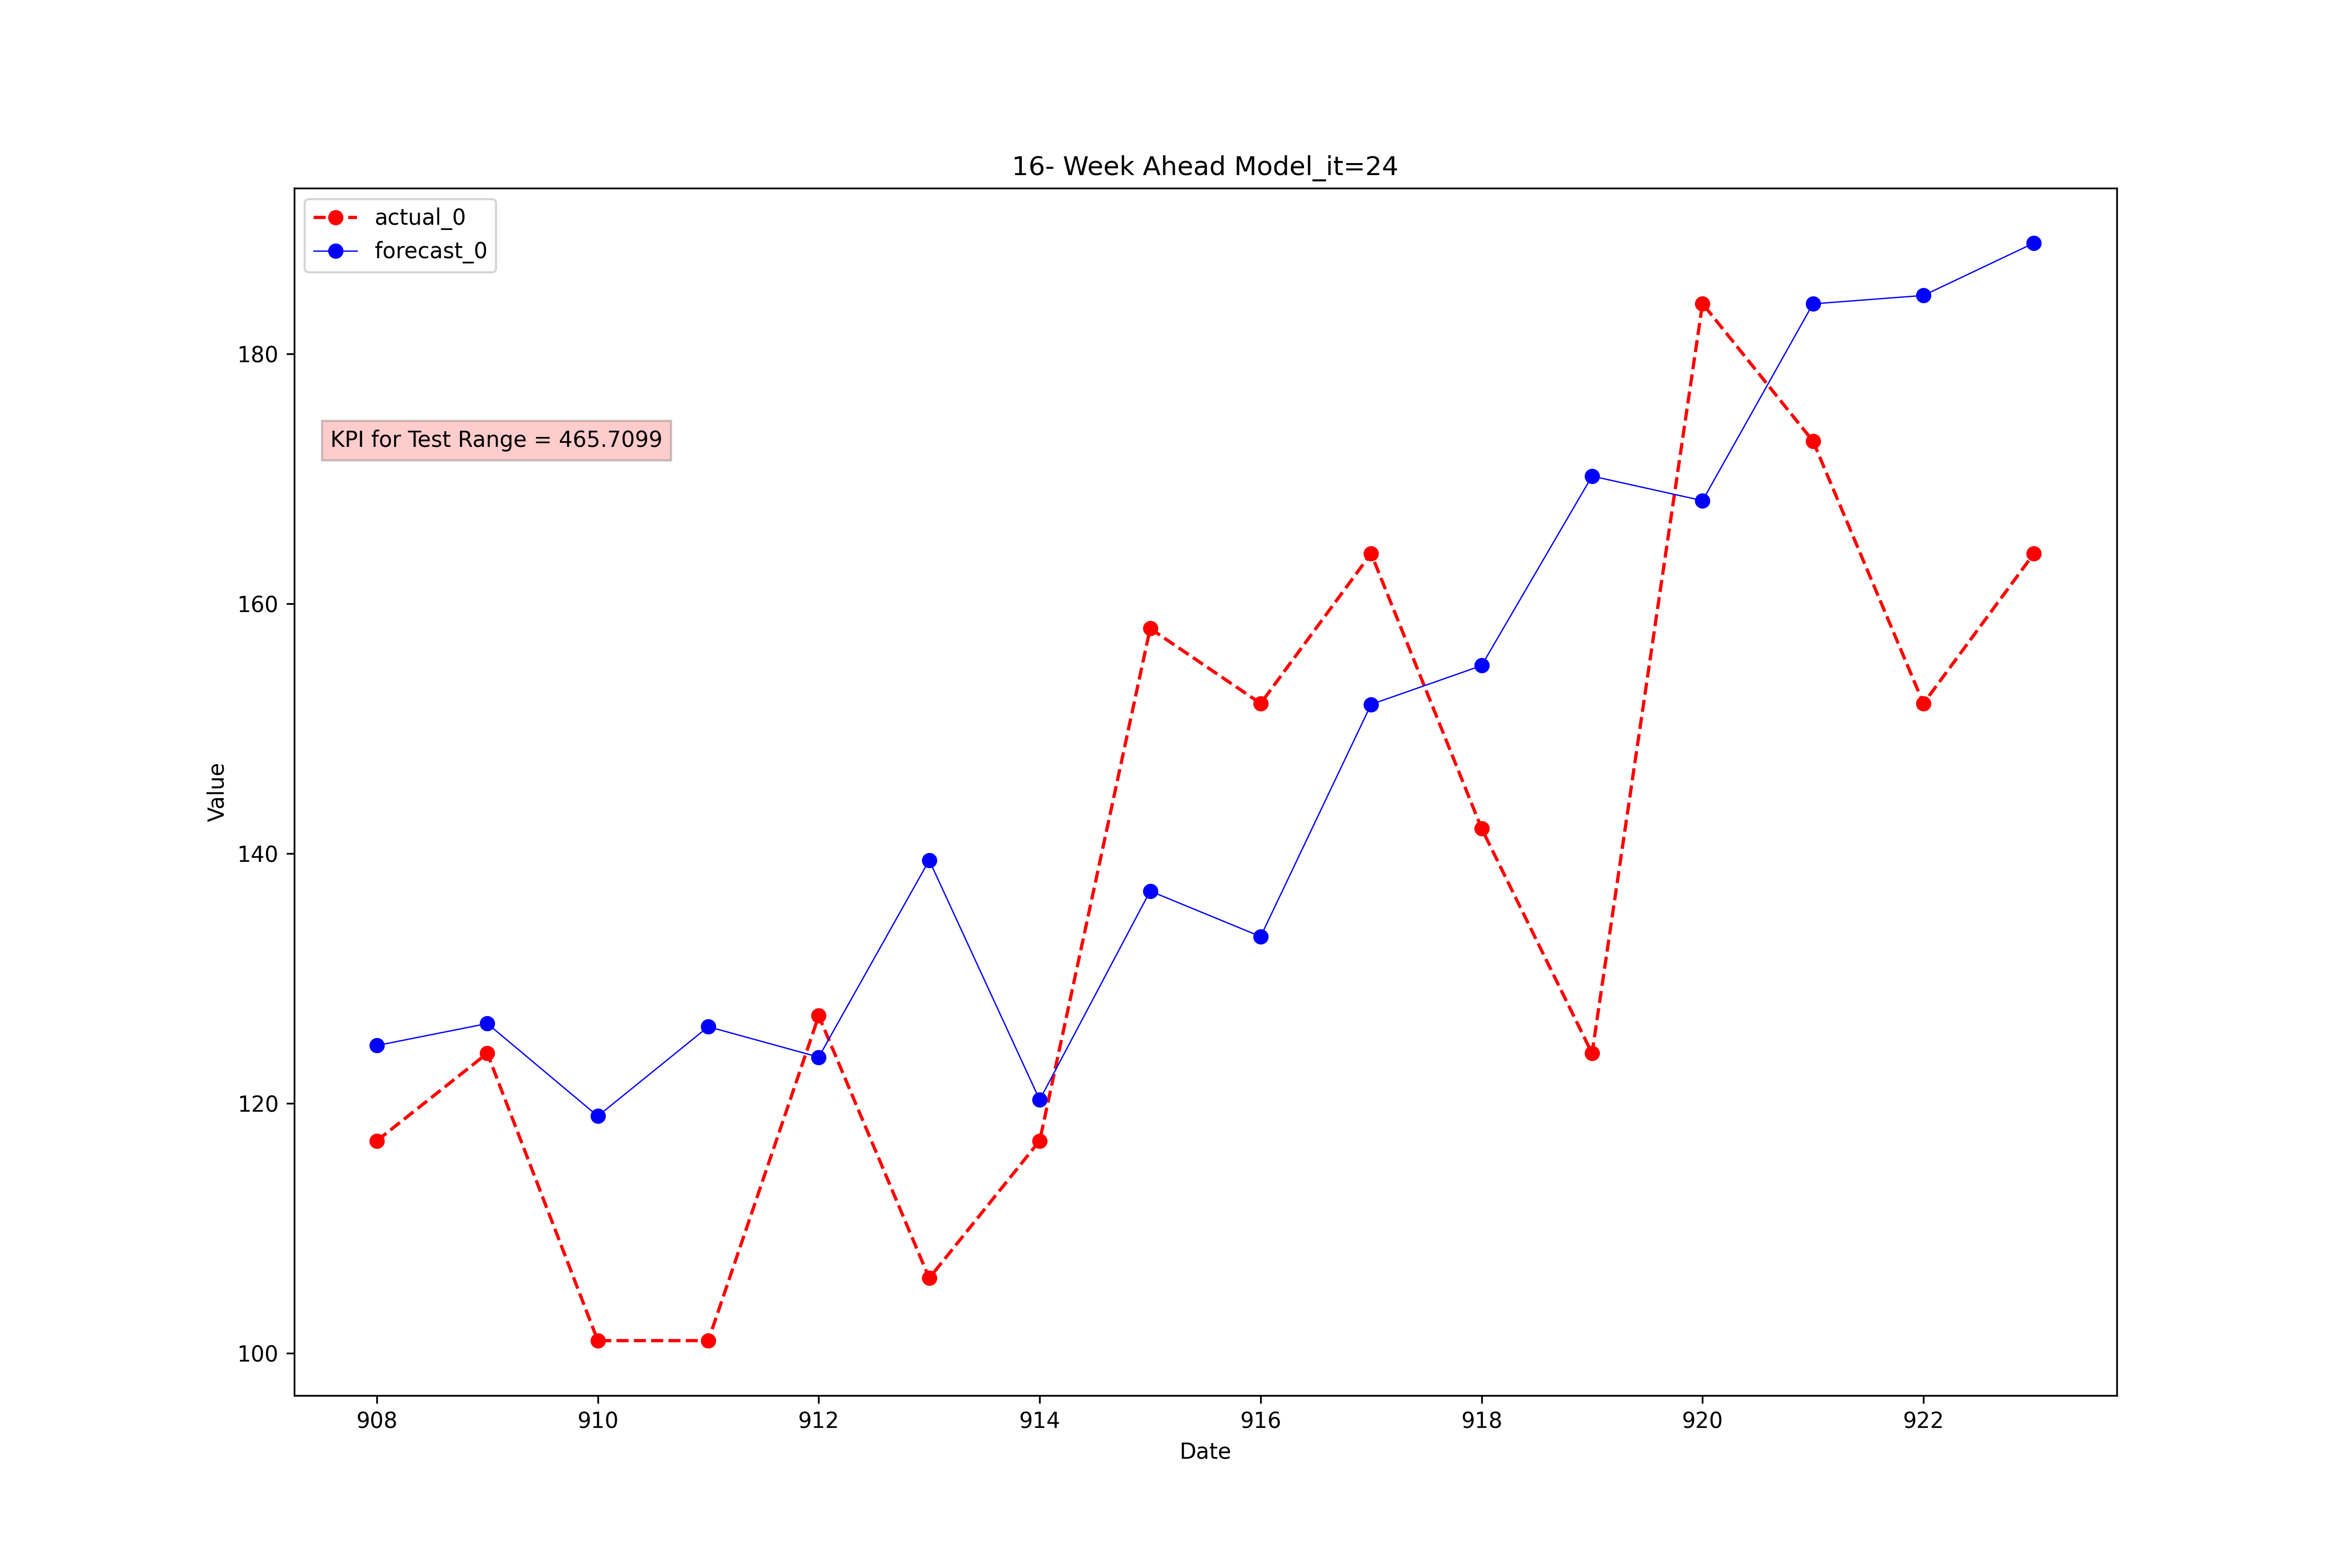 16- Week Ahead Model_it=24
actual_0
forecast_0
KPI for Test Range = 465.7099
Value
180
160
140
120
100
908 910 912 914 916 918 920 922
Date